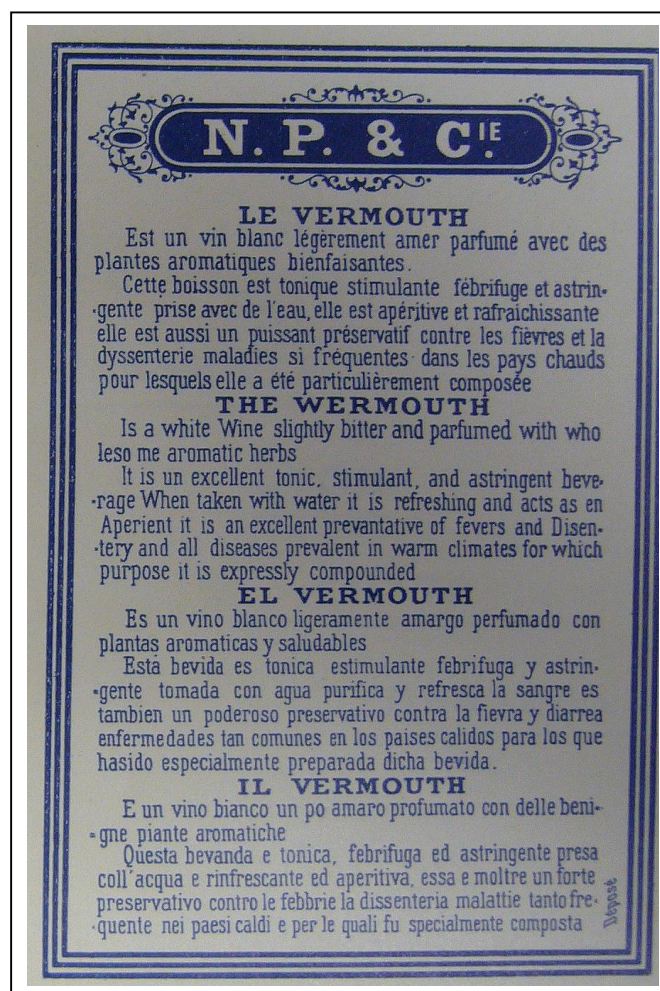 N. P. & C.IE
LE VERMOUTH
Est un vin blanc légèrement amer parfumé avec des
plantes aromatiques bienfaisantes.
Cette boisson est tonique stimulante fébrifuge et astrin-
-gente prise avec de l'eau, elle est apéritive et rafraichissante
elle est aussi un puissant préservatif contre les fièvres et la
dyssenterie maladies si fréquentes dans les pays chauds
pour lesquels elle a été particulièrement composée
THE WERMOUTH
Is a white Wine slightly bitter and parfumed with who
leso me aromatic herbs
It is un excellent tonic, stimulant, and astringent beve-
-rage When taken with water it is refreshing and acts as en
Aperient it is an excellent prevantative of fevers and Disen-
-tery and all diseases prevalent in warm climates for which
purpose it is expressly compounded
EL VERMOUTH
Es un vino blanco ligeramente amargo perfumado con
plantas aromaticas y saludables
Està bevida es tonica estimulante febrifuga y astrin-
-gente tomada con agua purifica y refresca la sangre es
tambien un poderoso preservativo contra la fievra y diarrea
enfermedades tan comunes en los paises calidos para los que
hasido especialmente preparada dicha bevida.
IL VERMOUTH
E un vino bianco un po amaro profumato con delle beni-
-gne piante aromatiche
Questa bevanda e tonica, febrifuga ed astringente presa
coll'acqua e rinfrescante ed aperitiva, essa e moltre un forte
preservativo contro le febbrie la dissenteria malattie tanto fre-
-quente nei paesi caldi e per le quali fu specialmente composta
Déposé